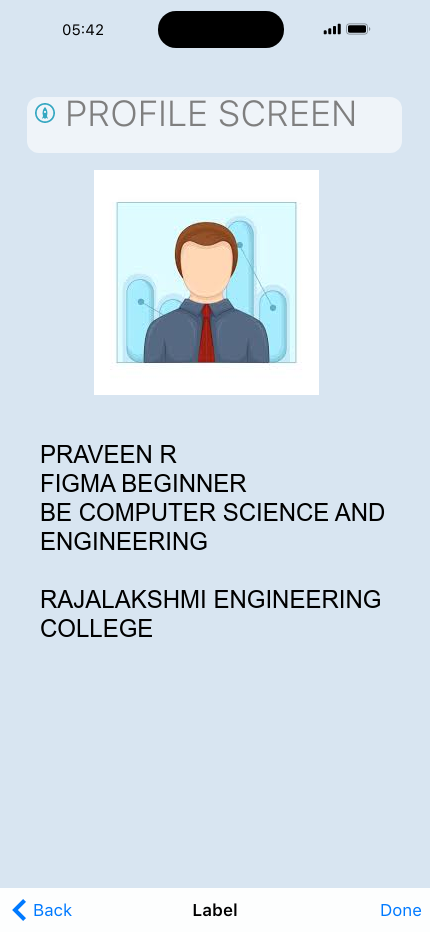 05:42
PROFILE SCREEN
PRAVEEN R
FIGMA BEGINNER
BE COMPUTER SCIENCE AND
ENGINEERING
RAJALAKSHMI ENGINEERING
COLLEGE
Back Label Done